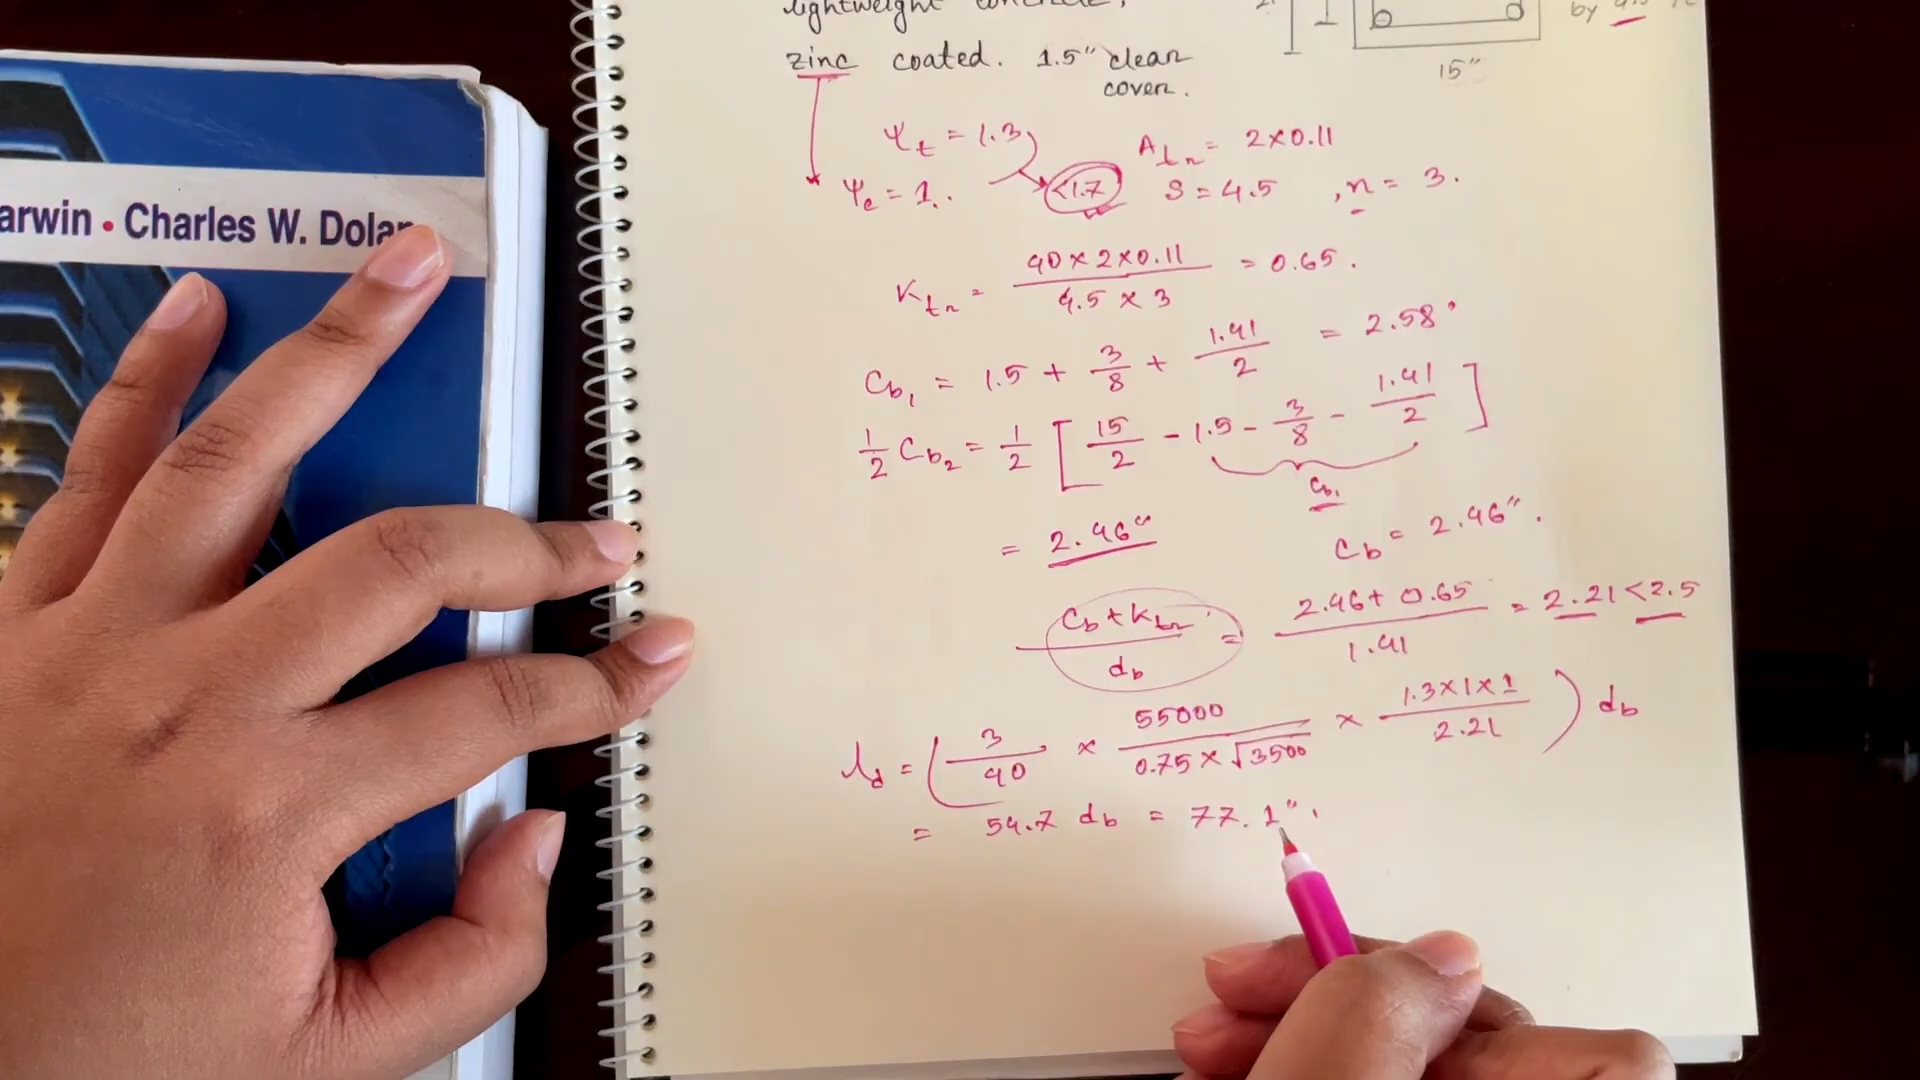 arwin • Charles W. Dolan
lightweight concrete,
zinc coated. 1.5" clear
cover.
by
15"
Ψt = 1.3
Ψe = 1. . <1.7
Atr = 2×0.11
S = 4.5 , n = 3.
Ktr = 40×2×0.11 / 4.5 × 3 = 0.65.
Cb1 = 1.5 + 3/8 + 1.41/2 = 2.58"
1/2 Cb2 = 1/2 [ 15/2 - 1.5 - 3/8 - 1.41/2 ]
Cb1
= 2.46"
Cb = 2.46".
Cb + Ktr / db = 2.46 + 0.65 / 1.41 = 2.21 < 2.5
ld = ( 3/40 × 55000 / 0.75 × √3500 × 1.3×1×1 / 2.21 ) db
= 54.7 db = 77.1".